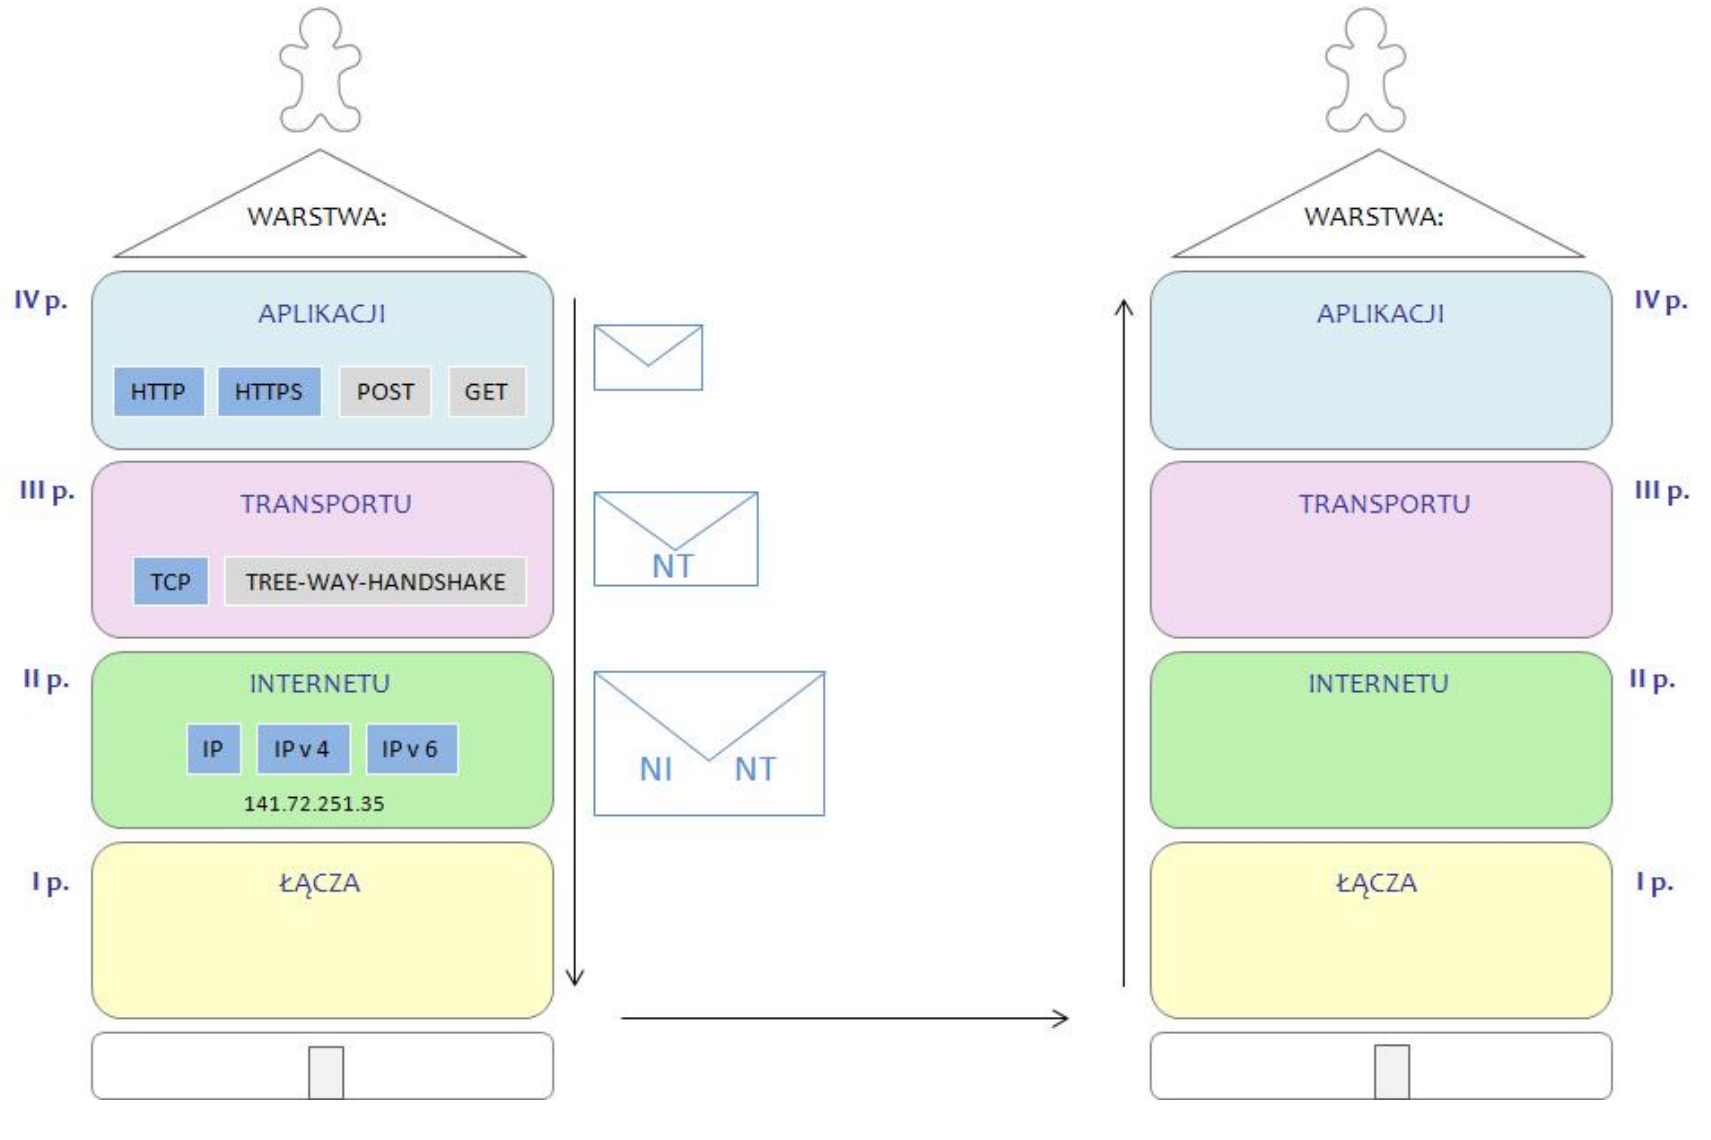 WARSTWA:
IV p.
APLIKACJI
HTTP HTTPS POST GET
III p.
TRANSPORTU
TCP TREE-WAY-HANDSHAKE
II p.
INTERNETU
IP IP v 4 IP v 6
141.72.251.35
I p.
ŁĄCZA
NT
NI NT
WARSTWA:
APLIKACJI IV p.
TRANSPORTU III p.
INTERNETU II p.
ŁĄCZA I p.